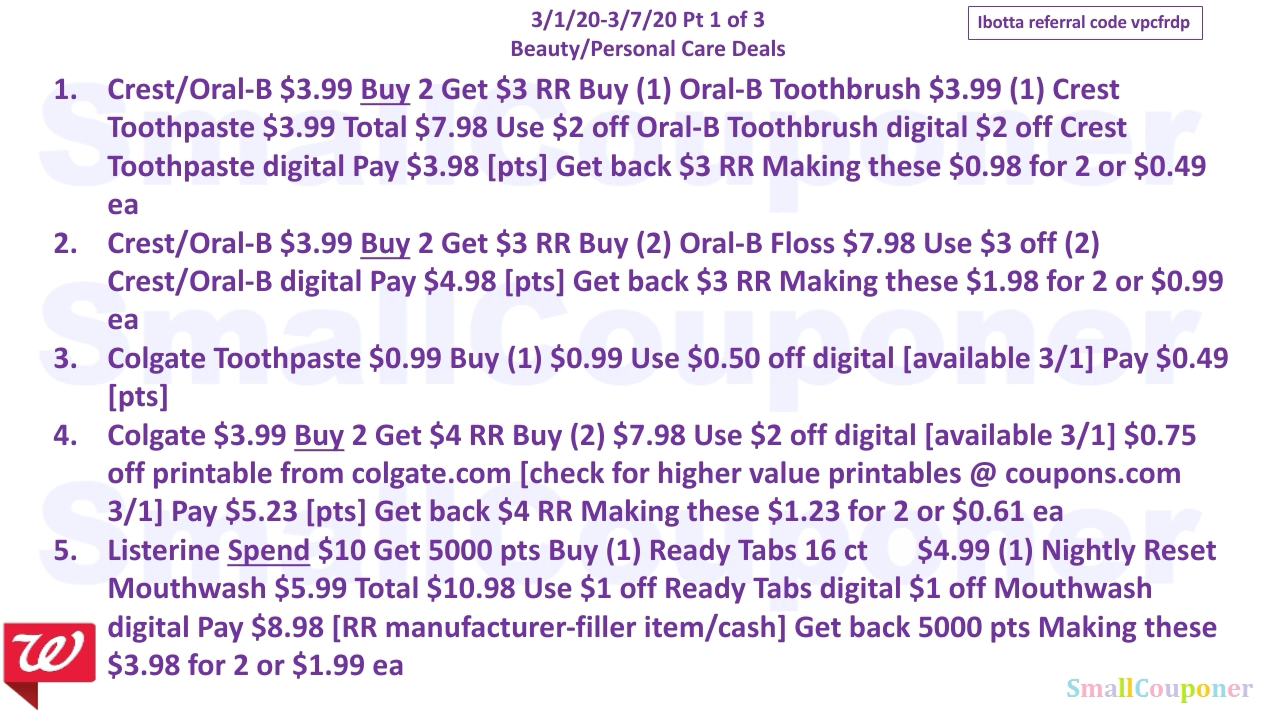 3/1/20-3/7/20 Pt 1 of 3
Beauty/Personal Care Deals
Ibotta referral code vpcfrdp
1. Crest/Oral-B $3.99 Buy 2 Get $3 RR Buy (1) Oral-B Toothbrush $3.99 (1) Crest
Toothpaste $3.99 Total $7.98 Use $2 off Oral-B Toothbrush digital $2 off Crest
Toothpaste digital Pay $3.98 [pts] Get back $3 RR Making these $0.98 for 2 or $0.49
ea
2. Crest/Oral-B $3.99 Buy 2 Get $3 RR Buy (2) Oral-B Floss $7.98 Use $3 off (2)
Crest/Oral-B digital Pay $4.98 [pts] Get back $3 RR Making these $1.98 for 2 or $0.99
ea
3. Colgate Toothpaste $0.99 Buy (1) $0.99 Use $0.50 off digital [available 3/1] Pay $0.49
[pts]
4. Colgate $3.99 Buy 2 Get $4 RR Buy (2) $7.98 Use $2 off digital [available 3/1] $0.75
off printable from colgate.com [check for higher value printables @ coupons.com
3/1] Pay $5.23 [pts] Get back $4 RR Making these $1.23 for 2 or $0.61 ea
5. Listerine Spend $10 Get 5000 pts Buy (1) Ready Tabs 16 ct $4.99 (1) Nightly Reset
Mouthwash $5.99 Total $10.98 Use $1 off Ready Tabs digital $1 off Mouthwash
digital Pay $8.98 [RR manufacturer-filler item/cash] Get back 5000 pts Making these
$3.98 for 2 or $1.99 ea
SmallCouponer
SmallCouponer
SmallCouponer
W
SmallCouponer